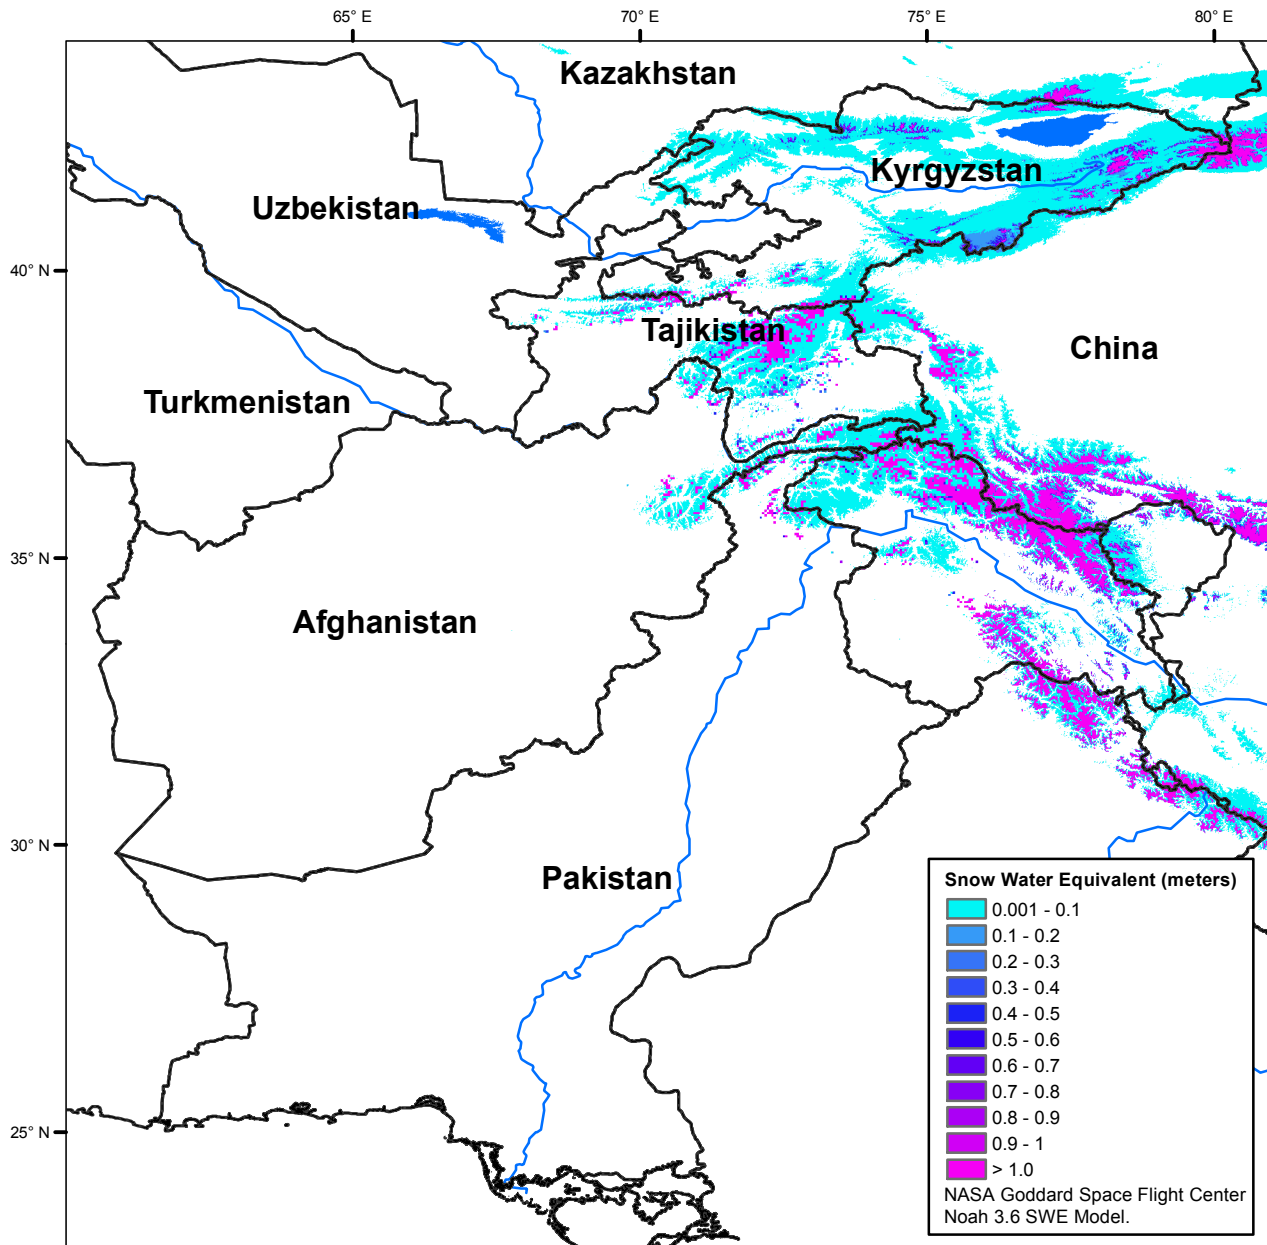 65° E
70° E
75° E
80° E
Kazakhstan
Kyrgyzstan
Uzbekistan
40° N
Tajikistan
China
Turkmenistan
35° N
Afghanistan
30° N
Pakistan
25° N
Snow Water Equivalent (meters)
0.001 - 0.1
0.1 - 0.2
0.2 - 0.3
0.3 - 0.4
0.4 - 0.5
0.5 - 0.6
0.6 - 0.7
0.7 - 0.8
0.8 - 0.9
0.9 - 1
> 1.0
NASA Goddard Space Flight Center
Noah 3.6 SWE Model.